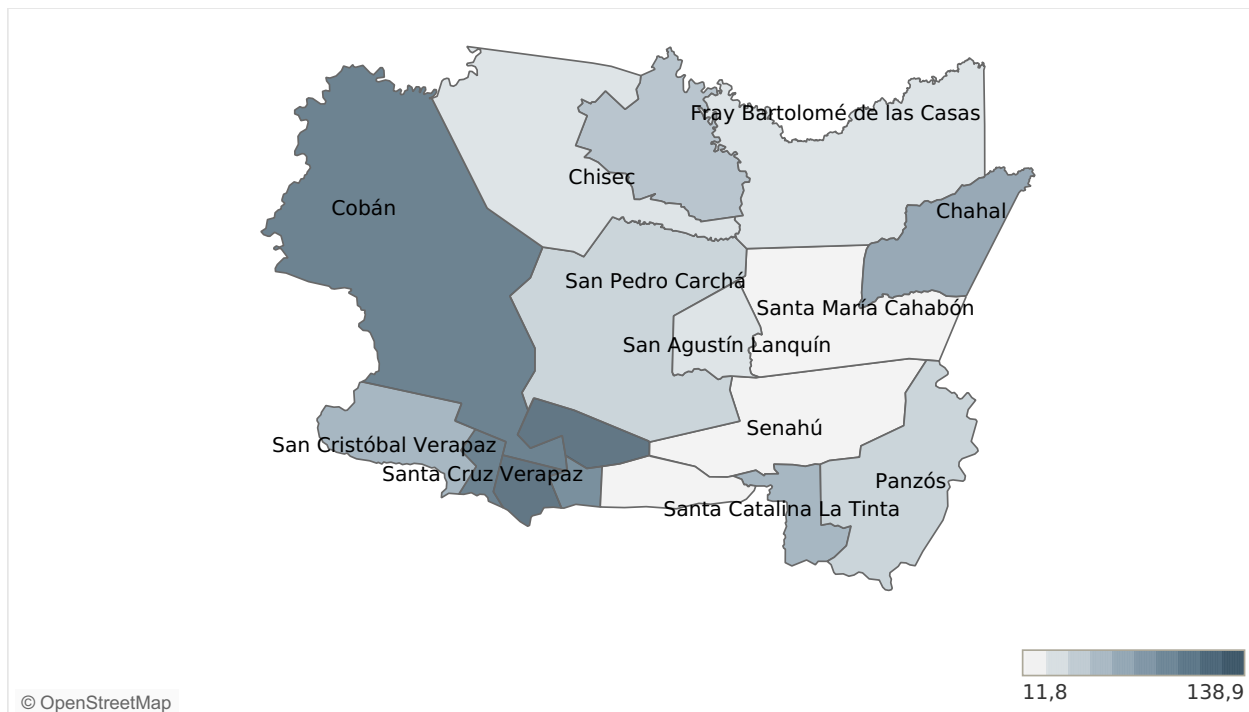 Fray Bartolomé de las Casas
Chisec
Cobán
Chahal
San Pedro Carchá
Santa María Cahabón
San Agustín Lanquín
Senahú
San Cristóbal Verapaz
Santa Cruz Verapaz
Panzós
Santa Catalina La Tinta
11,8
138,9
© OpenStreetMap